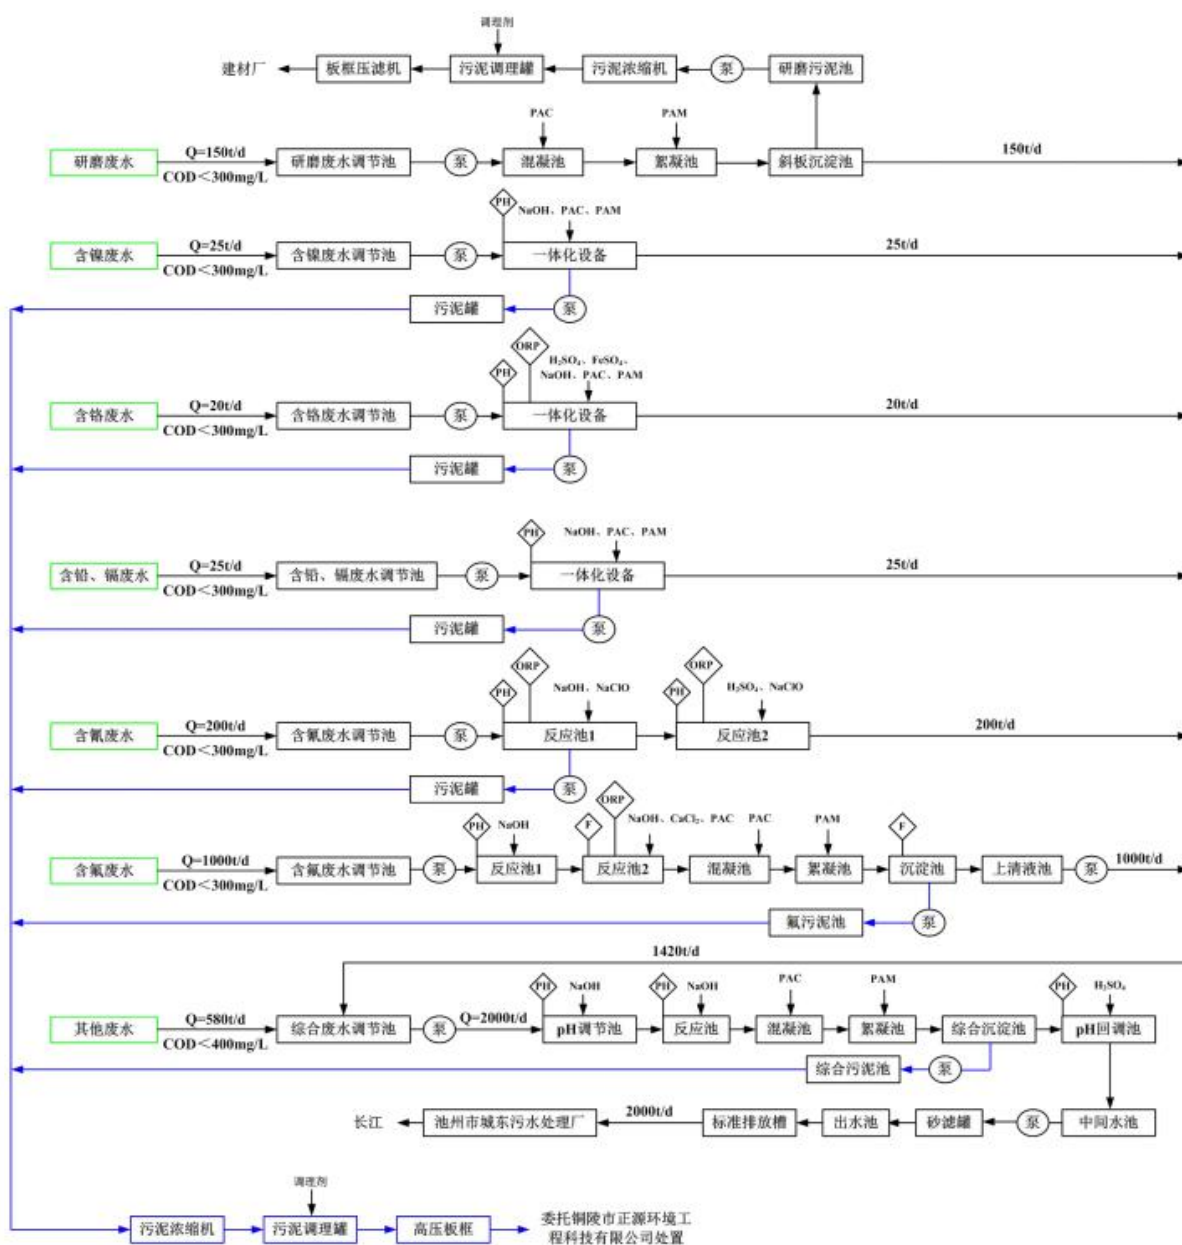 调理剂
建材厂 板框压滤机 污泥调理罐 污泥浓缩机 泵 研磨污泥池
PAC PAM
研磨废水 Q=150t/d 研磨废水调节池 泵 混凝池 絮凝池 斜板沉淀池 150t/d
COD＜300mg/L
PH NaOH、PAC、PAM
含镍废水 Q=25t/d 含镍废水调节池 泵 一体化设备 25t/d
COD＜300mg/L
污泥罐 泵
ORP H₂SO₄、FeSO₄、
PH NaOH、PAC、PAM
含铬废水 Q=20t/d 含铬废水调节池 泵 一体化设备 20t/d
COD＜300mg/L
污泥罐 泵
PH NaOH、PAC、PAM
含铅、镉废水 Q=25t/d 含铅、镉废水调节池 泵 一体化设备 25t/d
COD＜300mg/L
污泥罐 泵
ORP ORP
PH NaOH、NaClO PH H₂SO₄、NaClO
含氰废水 Q=200t/d 含氰废水调节池 泵 反应池1 反应池2 200t/d
COD＜300mg/L
污泥罐 泵
ORP
PH NaOH F NaOH、CaCl₂、PAC PAC PAM F
含氟废水 Q=1000t/d 含氟废水调节池 泵 反应池1 反应池2 混凝池 絮凝池 沉淀池 上清液池 泵 1000t/d
COD＜300mg/L
氟污泥池 泵
1420t/d
PH NaOH PH NaOH PAC PAM PH H₂SO₄
其他废水 Q=580t/d 综合废水调节池 泵 Q=2000t/d pH调节池 反应池 混凝池 絮凝池 综合沉淀池 pH回调池
COD＜400mg/L
综合污泥池 泵
长江 池州市城东污水处理厂 2000t/d 标准排放槽 出水池 砂滤罐 泵 中间水池
调理剂
污泥浓缩机 污泥调理罐 高压板框 委托铜陵市正源环境工
程科技有限公司处置